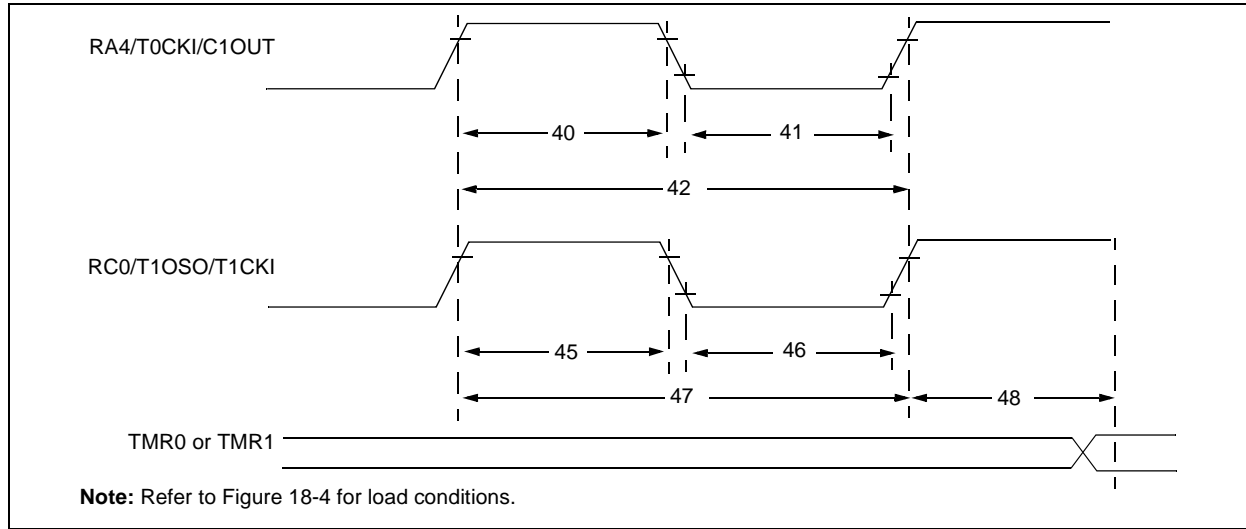 RA4/T0CKI/C1OUT
40
41
42
RC0/T1OSO/T1CKI
45
46
47
48
TMR0 or TMR1
Note: Refer to Figure 18-4 for load conditions.